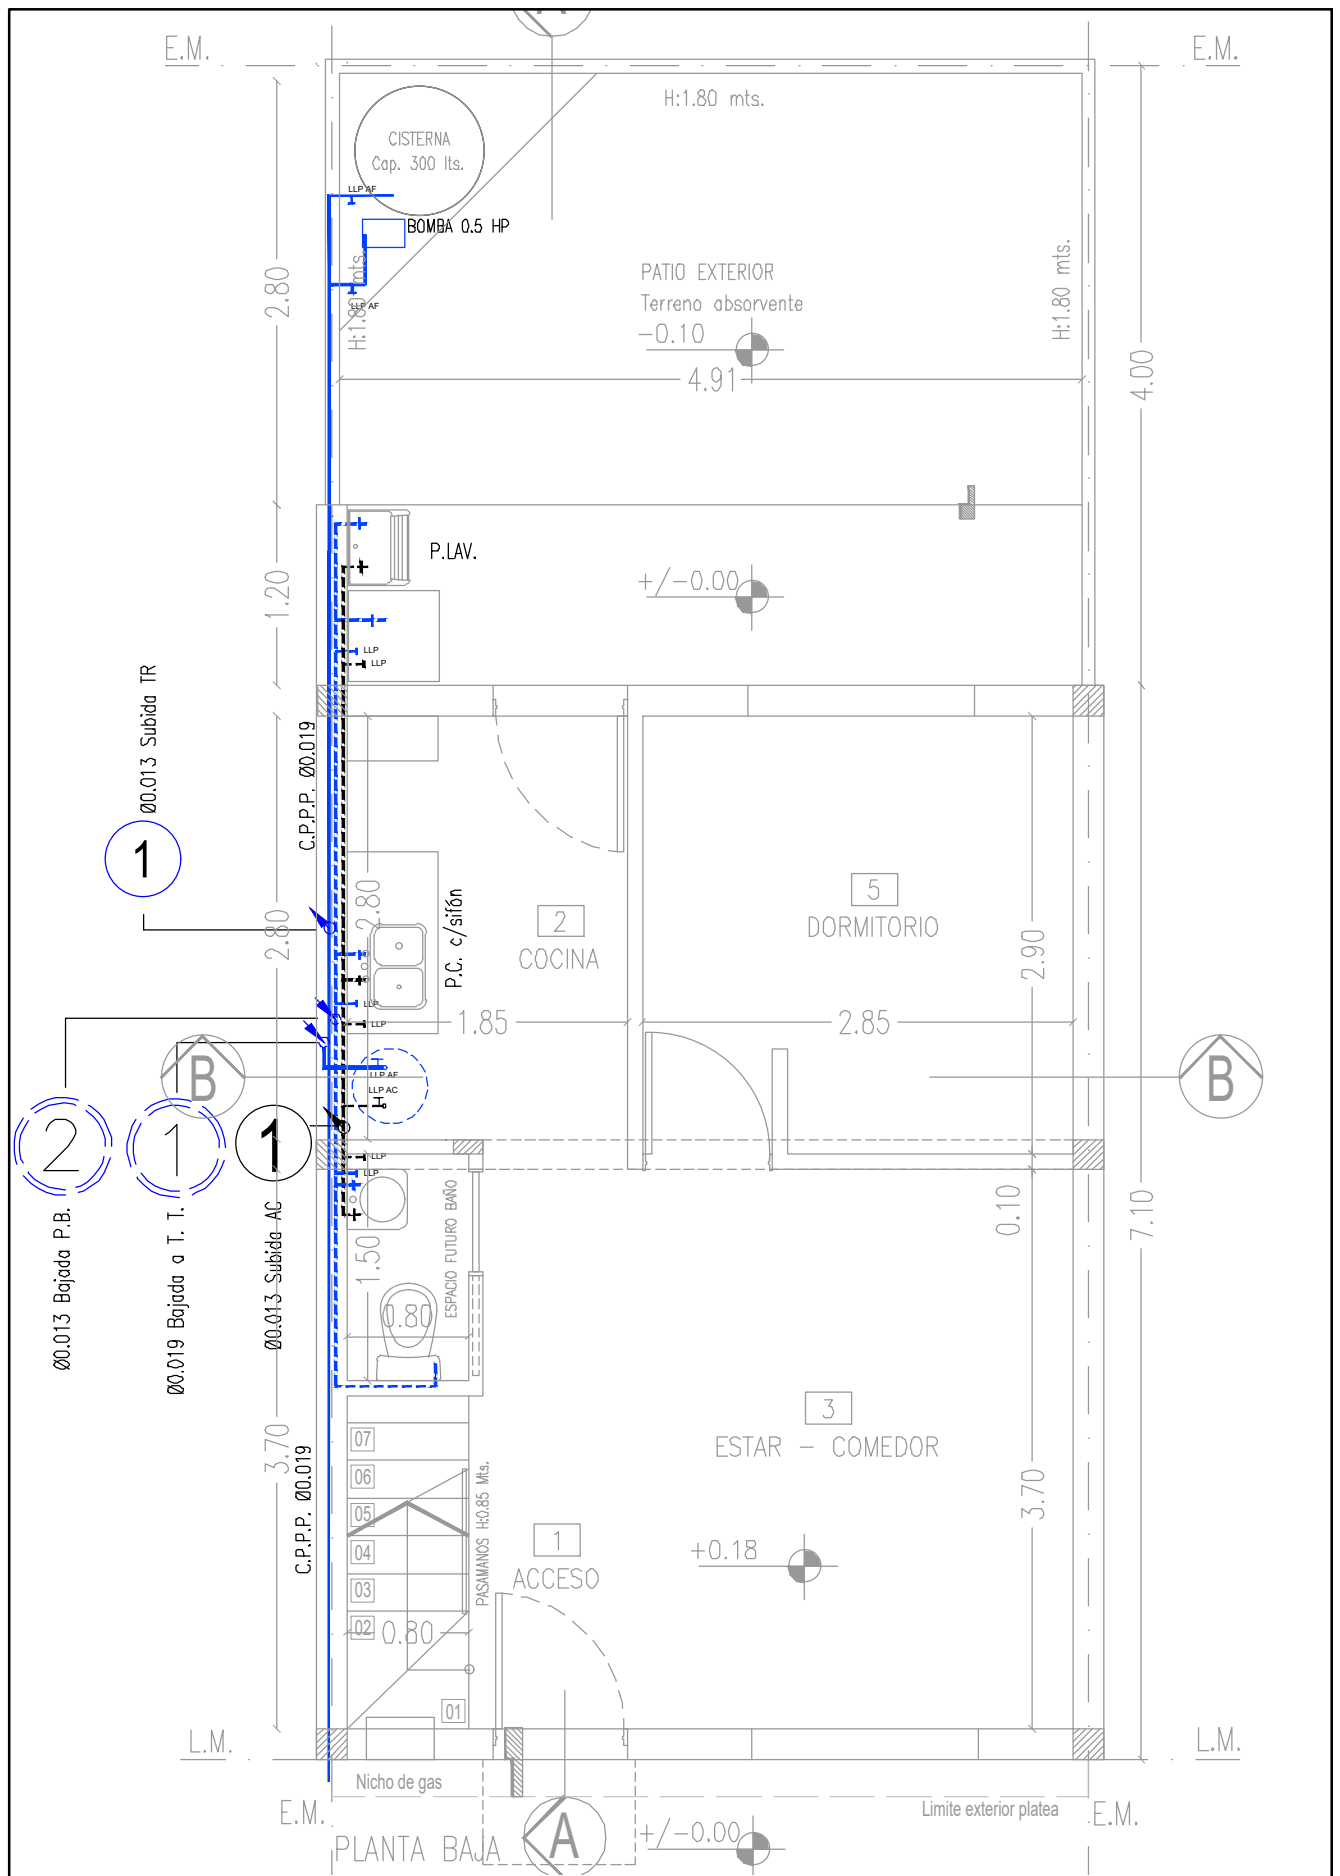 E.M.
E.M.
H:1.80 mts.
CISTERNA
Cap. 300 lts.
LLP AF
BOMBA 0.5 HP
2.80
H:1.80 mts.
LLP AF
PATIO EXTERIOR
Terreno absorvente
-0.10
H:1.80 mts.
4.91
4.00
P.LAV.
1.20
+/-0.00
LLP
LLP
Ø0.013 Subida TR
1
C.P.P.P. Ø0.019
2.80
2.80
P.C. c/sifón
2
COCINA
5
DORMITORIO
2.90
LLP
LLP
1.85
2.85
B
B
LLP AF
LLP AC
2
1
1
Ø0.013 Bajada P.B.
Ø0.019 Bajada a T. T.
Ø0.013 Subida AC
LLP
LLP
1.50
ESPACIO FUTURO BAÑO
0.80
0.10
7.10
3.70
C.P.P.P. Ø0.019
3
ESTAR - COMEDOR
07
06
05
04
03
02
01
PASAMANOS H:0.85 Mts.
0.80
1
ACCESO
+0.18
3.70
L.M.
L.M.
Nicho de gas
Limite exterior platea
E.M.
E.M.
PLANTA BAJA
A
+/-0.00